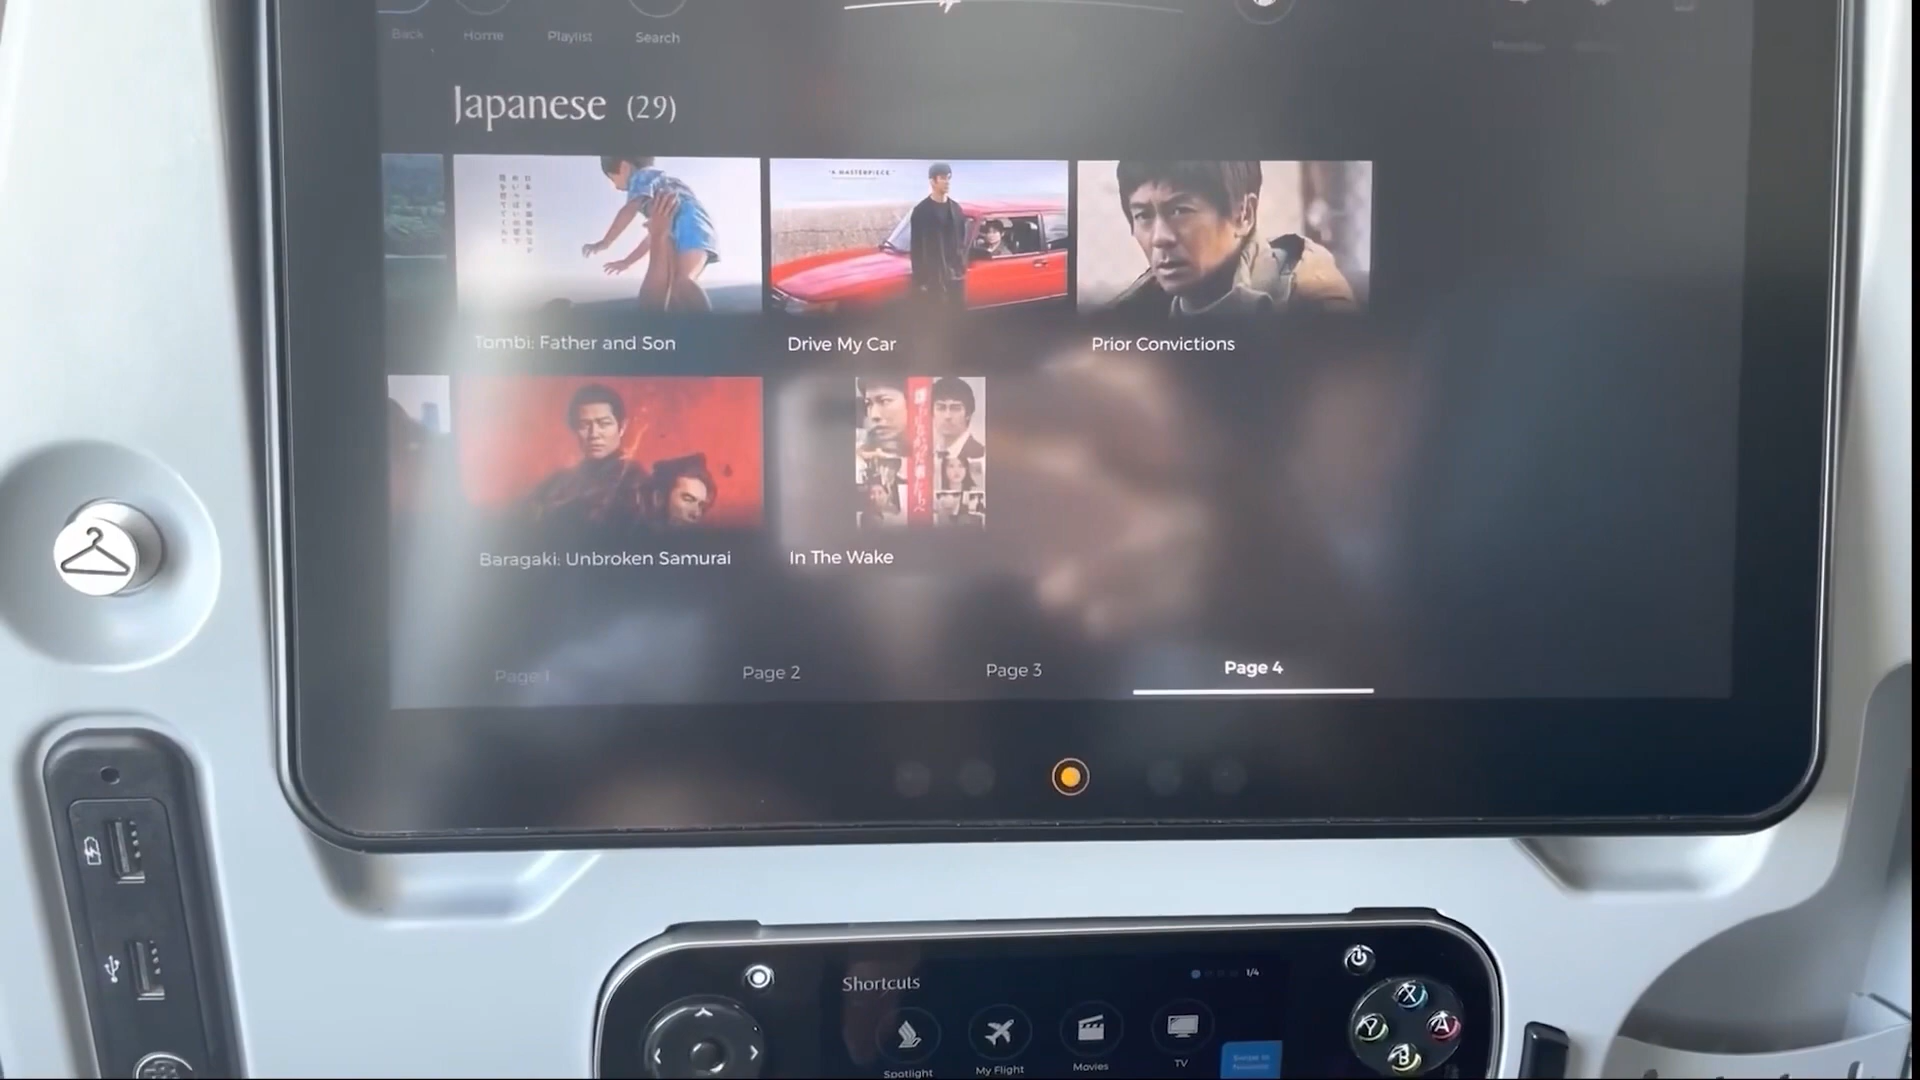 Back
Home
Playlist
Search
Japanese (29)
"A MASTERPIECE."
Tombi: Father and Son
Drive My Car
Prior Convictions
Baragaki: Unbroken Samurai
In The Wake
Page 1
Page 2
Page 3
Page 4
Shortcuts
1/4
X
Y
A
B
Spotlight
My Flight
Movies
TV